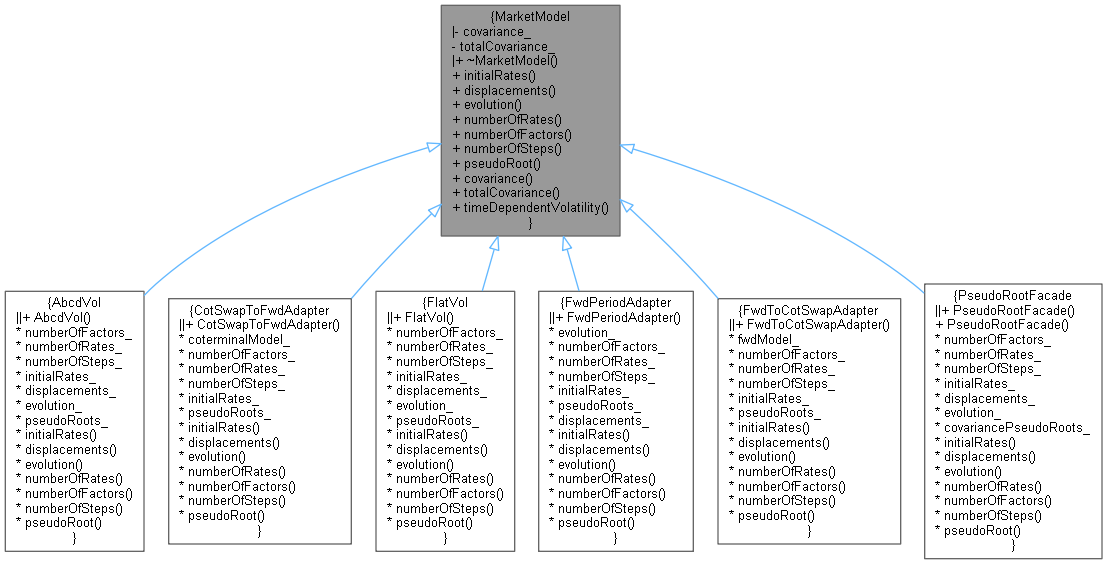 {MarketModel
|- covariance_
- totalCovariance_
|+ ~MarketModel()
+ initialRates()
+ displacements()
+ evolution()
+ numberOfRates()
+ numberOfFactors()
+ numberOfSteps()
+ pseudoRoot()
+ covariance()
+ totalCovariance()
+ timeDependentVolatility()
}
{AbcdVol
||+ AbcdVol()
* numberOfFactors_
* numberOfRates_
* numberOfSteps_
* initialRates_
* displacements_
* evolution_
* pseudoRoots_
* initialRates()
* displacements()
* evolution()
* numberOfRates()
* numberOfFactors()
* numberOfSteps()
* pseudoRoot()
}
{CotSwapToFwdAdapter
||+ CotSwapToFwdAdapter()
* coterminalModel_
* numberOfFactors_
* numberOfRates_
* numberOfSteps_
* initialRates_
* pseudoRoots_
* initialRates()
* displacements()
* evolution()
* numberOfRates()
* numberOfFactors()
* numberOfSteps()
* pseudoRoot()
}
{FlatVol
||+ FlatVol()
* numberOfFactors_
* numberOfRates_
* numberOfSteps_
* initialRates_
* displacements_
* evolution_
* pseudoRoots_
* initialRates()
* displacements()
* evolution()
* numberOfRates()
* numberOfFactors()
* numberOfSteps()
* pseudoRoot()
}
{FwdPeriodAdapter
||+ FwdPeriodAdapter()
* evolution_
* numberOfFactors_
* numberOfRates_
* numberOfSteps_
* initialRates_
* pseudoRoots_
* displacements_
* initialRates()
* displacements()
* evolution()
* numberOfRates()
* numberOfFactors()
* numberOfSteps()
* pseudoRoot()
}
{FwdToCotSwapAdapter
||+ FwdToCotSwapAdapter()
* fwdModel_
* numberOfFactors_
* numberOfRates_
* numberOfSteps_
* initialRates_
* pseudoRoots_
* initialRates()
* displacements()
* evolution()
* numberOfRates()
* numberOfFactors()
* numberOfSteps()
* pseudoRoot()
}
{PseudoRootFacade
||+ PseudoRootFacade()
+ PseudoRootFacade()
* numberOfFactors_
* numberOfRates_
* numberOfSteps_
* initialRates_
* displacements_
* evolution_
* covariancePseudoRoots_
* initialRates()
* displacements()
* evolution()
* numberOfRates()
* numberOfFactors()
* numberOfSteps()
* pseudoRoot()
}